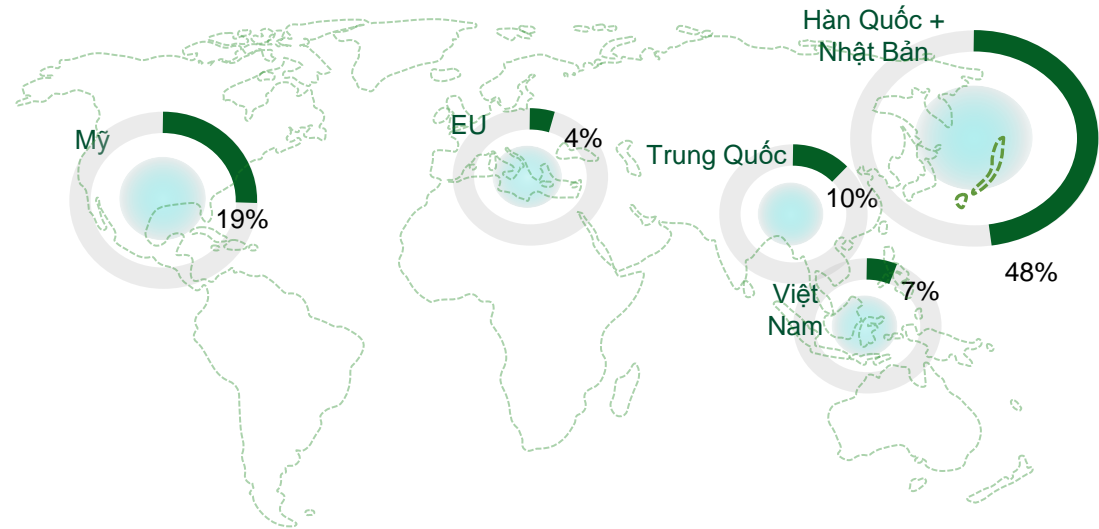 Hàn Quốc +
Nhật Bản
Mỹ
19%
EU
4%
Trung Quốc
10%
48%
Việt
Nam
7%